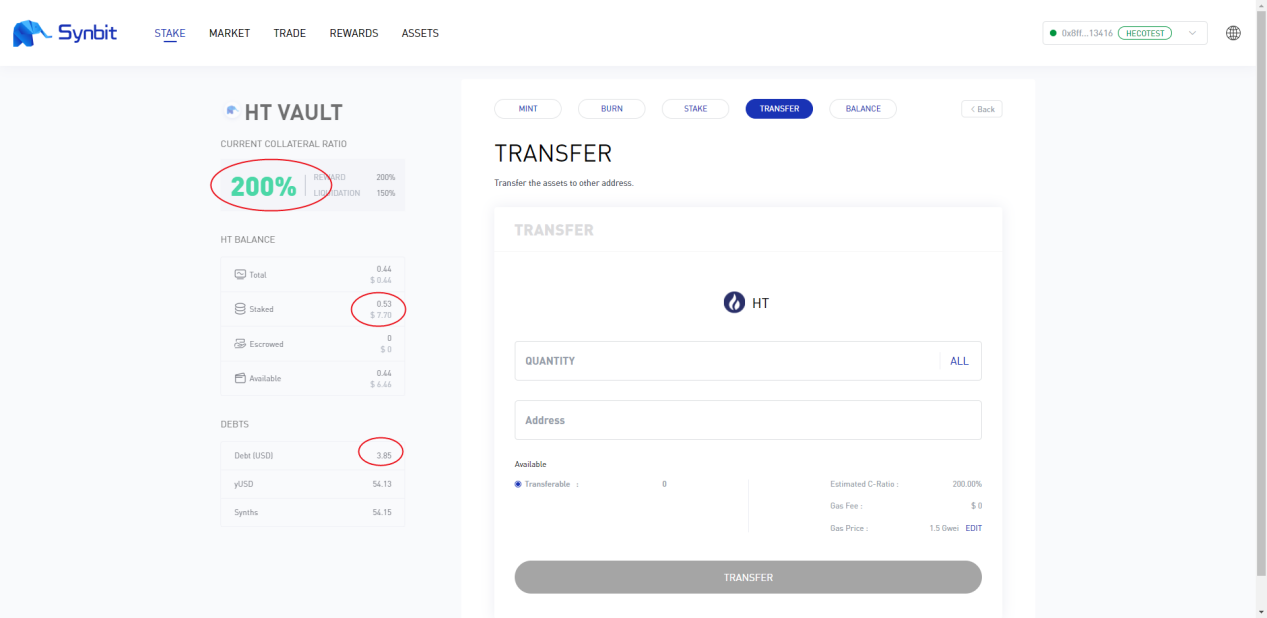 Synbit
STAKE MARKET TRADE REWARDS ASSETS
0x8ff...13416 HECOTEST
HT VAULT
CURRENT COLLATERAL RATIO
200%
REWARD 200%
LIQUIDATION 150%
HT BALANCE
Total 0.44
$ 0.44
Staked 0.53
$ 7.70
Escrowed 0
$ 0
Available 0.44
$ 6.46
DEBTS
Debt (USD) 3.85
yUSD 54.13
Synths 54.15
MINT BURN STAKE TRANSFER BALANCE < Back
TRANSFER
Transfer the assets to other address.
TRANSFER
HT
QUANTITY ALL
Address
Available
Transferable : 0
Estimated C-Ratio : 200.00%
Gas Fee : $ 0
Gas Price : 1.5 Gwei EDIT
TRANSFER